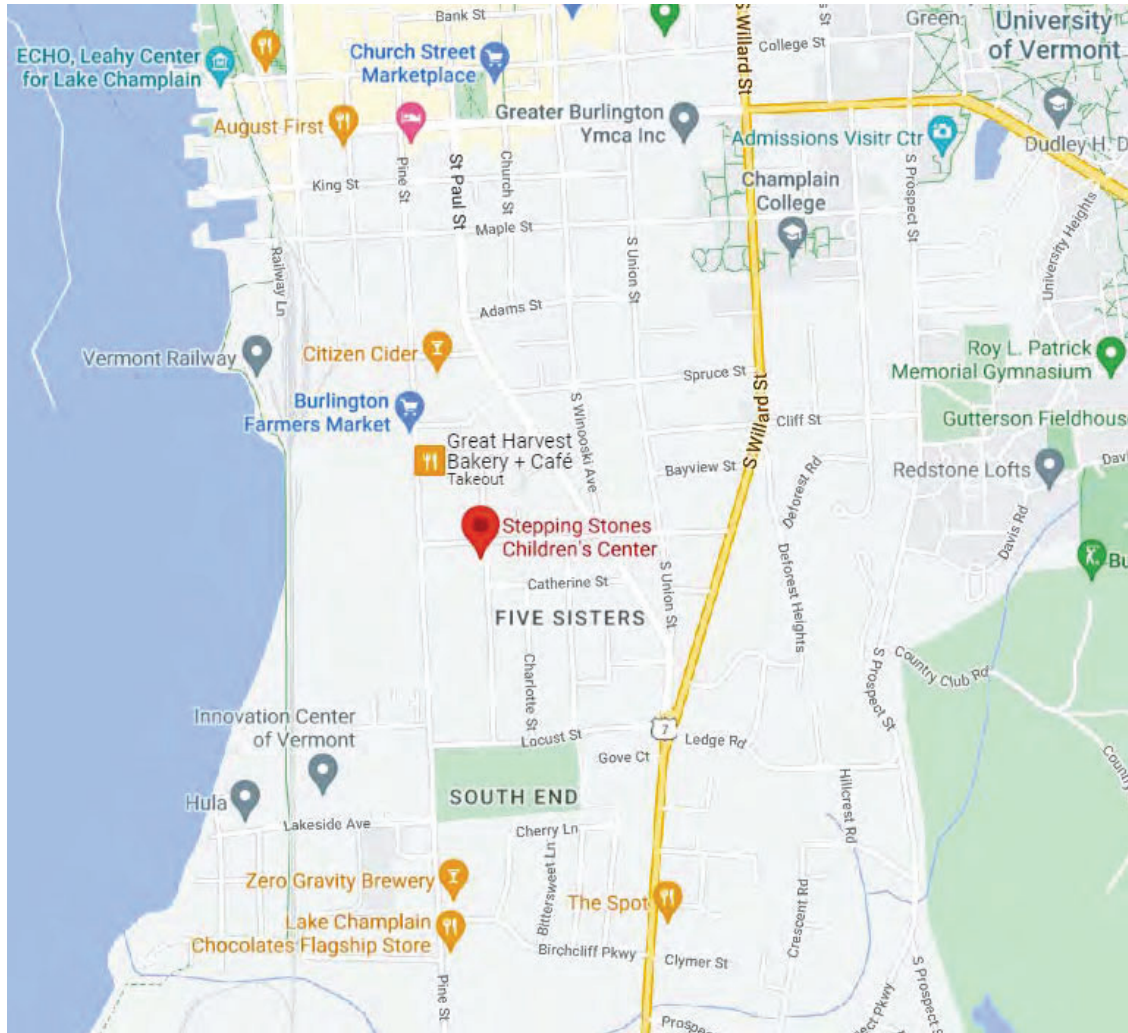 Bank St
College St
Green
University
of Vermont
S Willard St
ECHO, Leahy Center
for Lake Champlain
Church Street
Marketplace
August First
Greater Burlington
Ymca Inc
Admissions Visitr Ctr
Dudley H. D
Pine St
St Paul St
Church St
King St
Maple St
S Union St
Champlain
College
S Prospect St
University Heights
Railway Ln
Adams St
Vermont Railway
Citizen Cider
Spruce St
Roy L. Patrick
Memorial Gymnasium
Burlington
Farmers Market
S Winooski Ave
S Willard St
Cliff St
Gutterson Fieldhouse
Great Harvest
Bakery + Café
Takeout
Bayview St
Deforest Rd
Redstone Lofts
Davi
Davis Rd
Stepping Stones
Children's Center
Catherine St
S Union St
Deforest Heights
Bu
FIVE SISTERS
Charlotte St
S Prospect St
Country Club Rd
Innovation Center
of Vermont
Locust St
7
Ledge Rd
Gove Ct
Country
Hula
SOUTH END
Hillcrest Rd
Lakeside Ave
Cherry Ln
Bittersweet Ln
Zero Gravity Brewery
The Spot
Crescent Rd
Lake Champlain
Chocolates Flagship Store
Birchcliff Pkwy
Clymer St
Pine St
S Prospect S
ect Pkwy
Prospe